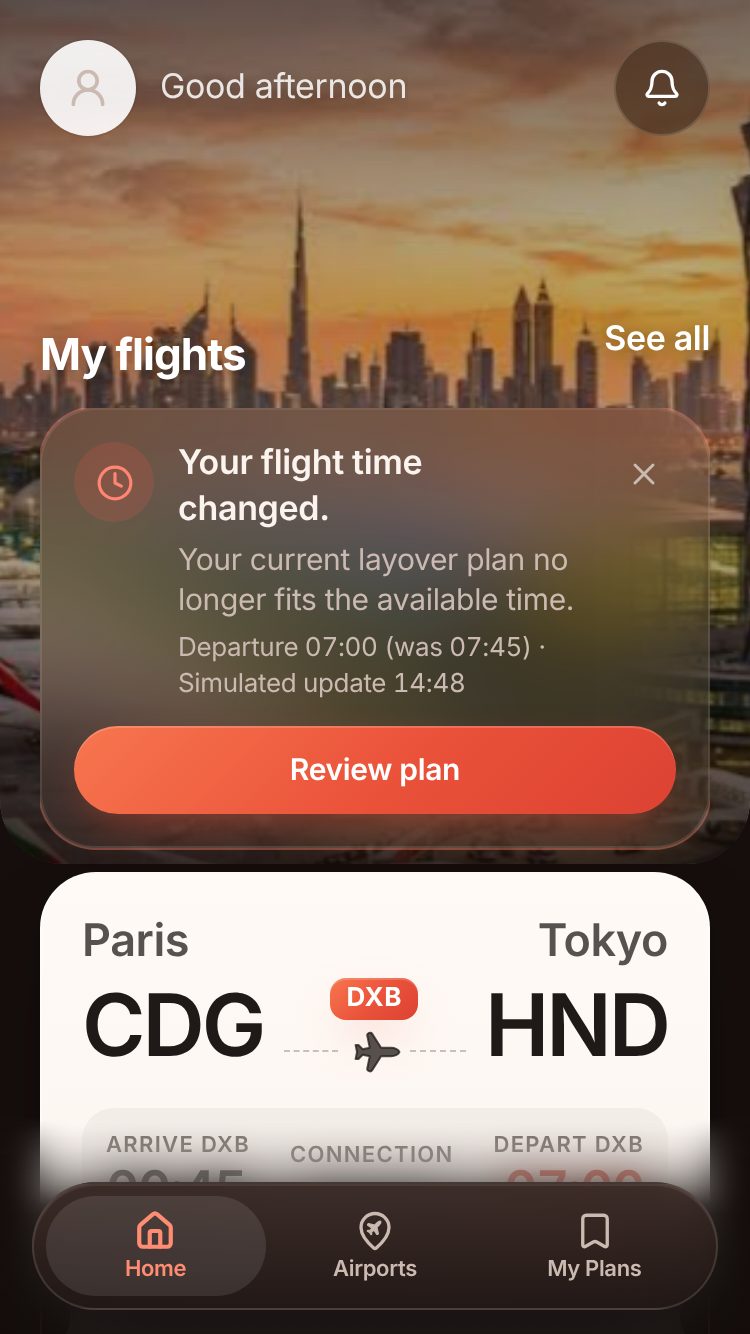 Good afternoon
My flights
See all
Your flight time
changed.
Your current layover plan no
longer fits the available time.
Departure 07:00 (was 07:45) ·
Simulated update 14:48
Review plan
Paris
Tokyo
CDG
DXB
HND
ARRIVE DXB
CONNECTION
DEPART DXB
07:00
Home
Airports
My Plans